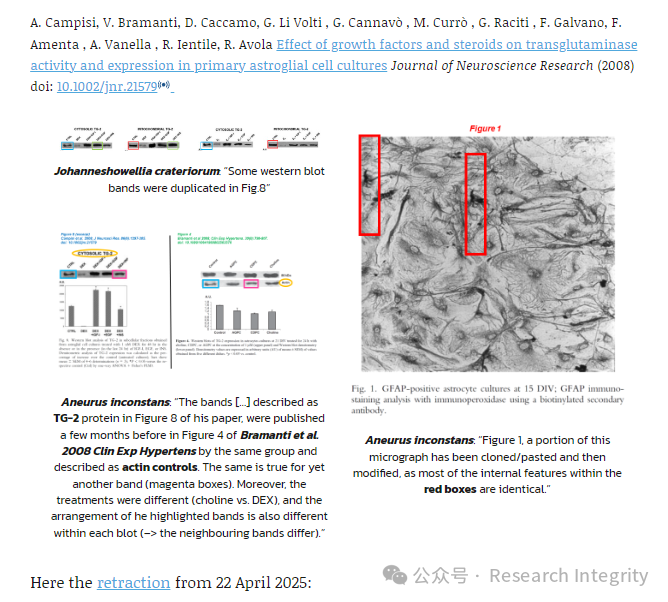 A. Campisi, V. Bramanti, D. Caccamo, G. Li Volti , G. Cannavò , M. Currò , G. Raciti , F. Galvano, F.
Amenta , A. Vanella , R. Ientile, R. Avola Effect of growth factors and steroids on transglutaminase
activity and expression in primary astroglial cell cultures Journal of Neuroscience Research (2008)
doi: 10.1002/jnr.21579
CYTOSOLIC TG-2
MITOCHONDRIAL TG-2
CYTOSOLIC TG-2
MITOCHONDRIAL TG-2
Johanneshowellia crateriorum: “Some western blot
bands were duplicated in Fig.8”
CYTOSOLIC TG-2
Aneurus inconstans: “The bands [...] described as
TG-2 protein in Figure 8 of his paper, were published
a few months before in Figure 4 of Bramanti et al.
2008 Clin Exp Hypertens by the same group and
described as actin controls. The same is true for yet
another band (magenta boxes). Moreover, the
treatments were different (choline vs. DEX), and the
arrangement of he highlighted bands is also different
within each blot (–> the neighbouring bands differ).”
Figure 1
Fig. 1. GFAP-positive astrocyte cultures at 15 DIV; GFAP immuno-
staining analysis with immunoperoxidase using a biotinylated secondary
antibody.
Aneurus inconstans: “Figure 1, a portion of this
micrograph has been cloned/pasted and then
modified, as most of the internal features within the
red boxes are identical.”
Here the retraction from 22 April 2025:
公众号 · Research Integrity